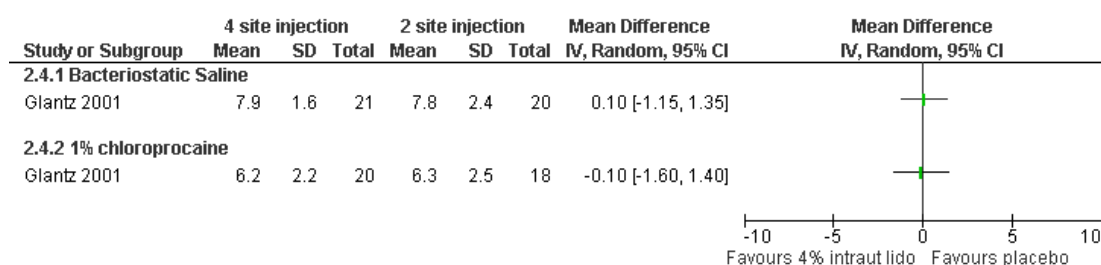 4 site injection 2 site injection Mean Difference Mean Difference
Study or Subgroup Mean SD Total Mean SD Total IV, Random, 95% CI IV, Random, 95% CI
2.4.1 Bacteriostatic Saline
Glantz 2001 7.9 1.6 21 7.8 2.4 20 0.10 [-1.15, 1.35]
2.4.2 1% chloroprocaine
Glantz 2001 6.2 2.2 20 6.3 2.5 18 -0.10 [-1.60, 1.40]
-10 -5 0 5 10
Favours 4% intraut lido Favours placebo